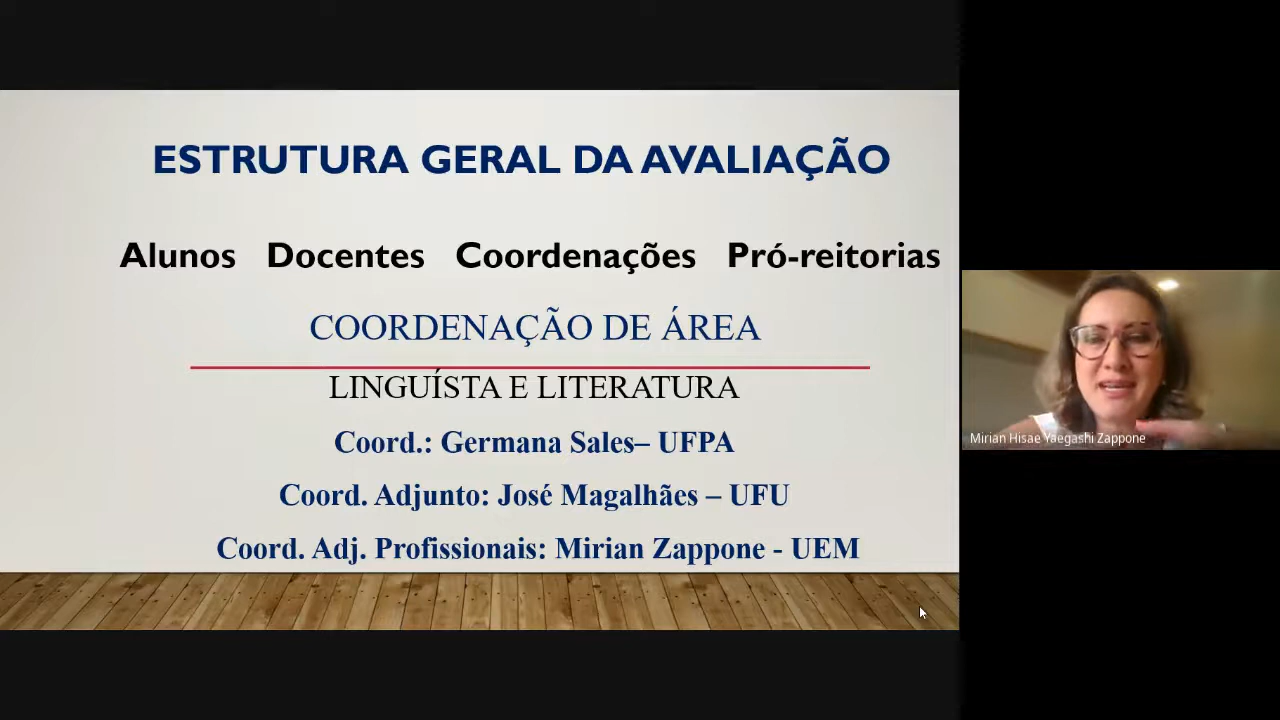 ESTRUTURA GERAL DA AVALIAÇÃO
Alunos Docentes Coordenações Pró-reitorias
COORDENAÇÃO DE ÁREA
LINGUÍSTA E LITERATURA
Coord.: Germana Sales– UFPA
Coord. Adjunto: José Magalhães – UFU
Coord. Adj. Profissionais: Mirian Zappone - UEM
Mirian Hisae Yaegashi Zappone